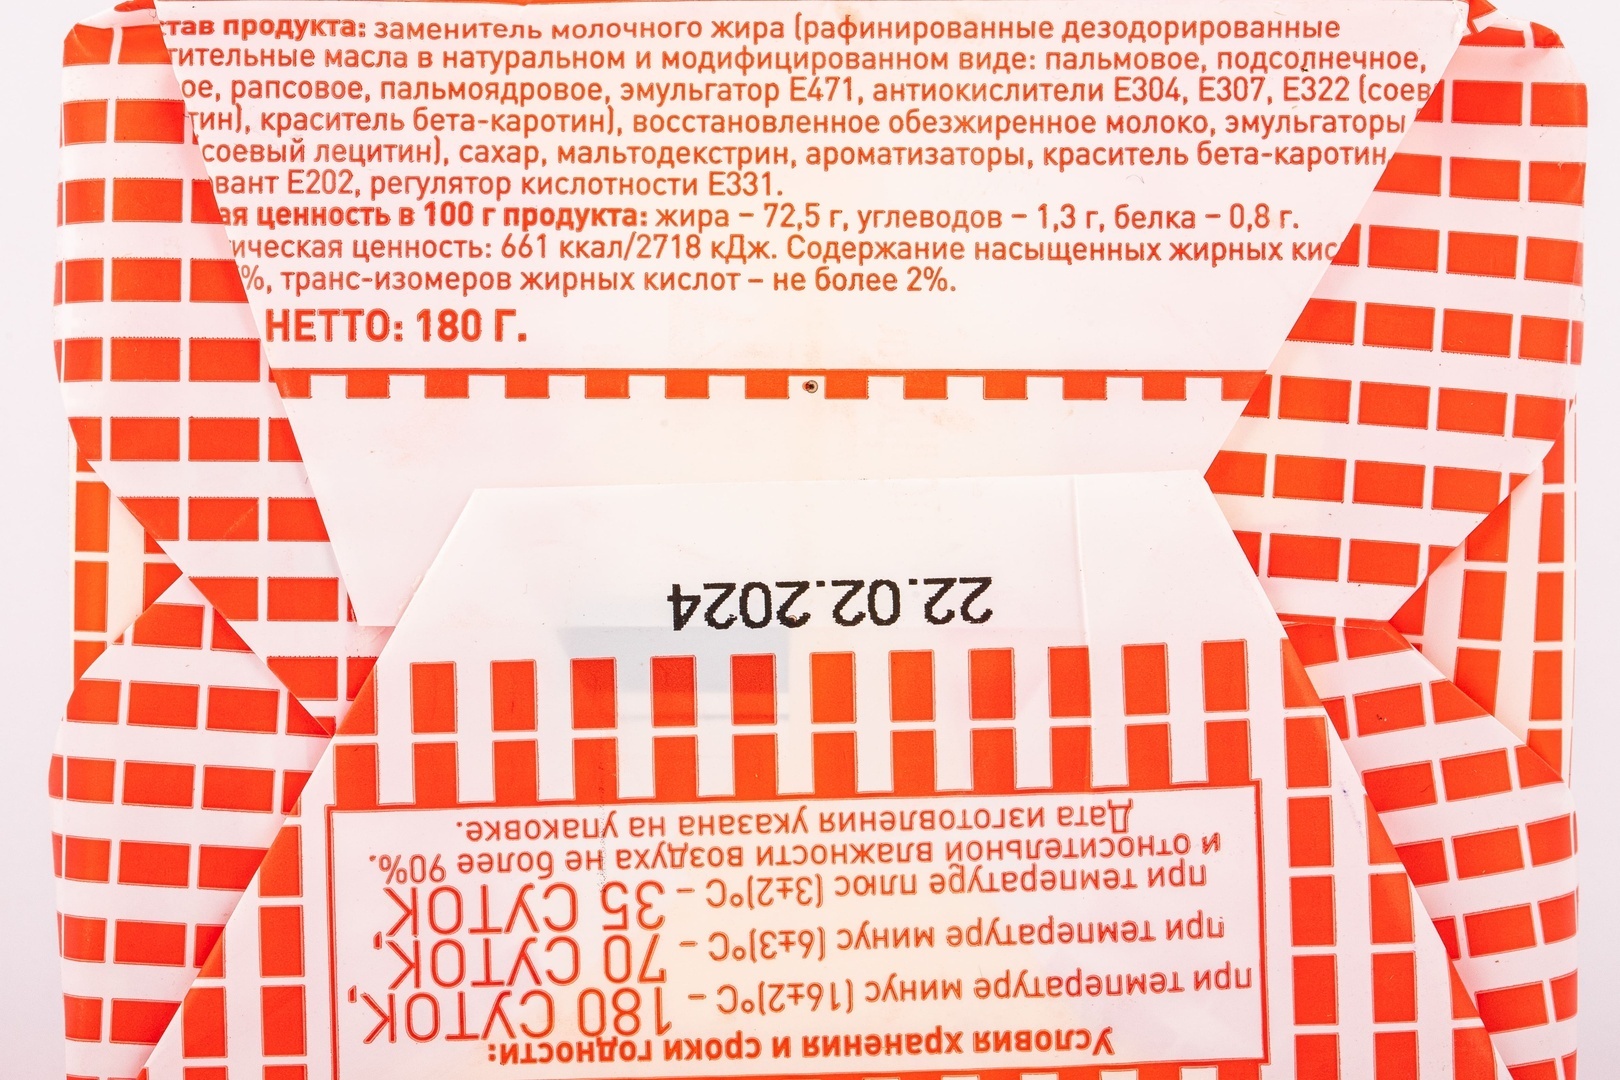 тав продукта: заменитель молочного жира (рафинированные дезодорированные
тительные масла в натуральном и модифицированном виде: пальмовое, подсолнечное,
ое, рапсовое, пальмоядровое, эмульгатор Е471, антиокислители Е304, Е307, Е322 (соев
тин), краситель бета-каротин), восстановленное обезжиренное молоко, эмульгаторы
соевый лецитин), сахар, мальтодекстрин, ароматизаторы, краситель бета-каротин,
вант Е202, регулятор кислотности Е331.
ая ценность в 100 г продукта: жира – 72,5 г, углеводов – 1,3 г, белка – 0,8 г.
ическая ценность: 661 ккал/2718 кДж. Содержание насыщенных жирных кис
%, транс-изомеров жирных кислот – не более 2%.
НЕТТО: 180 Г.
22.02.2024
Условия хранения и сроки годности:
при температуре минус (16±2)°С – 180 СУТОК,
при температуре минус (6±3)°С – 70 СУТОК,
при температуре плюс (3±2)°С – 35 СУТОК
и относительной влажности воздуха не более 90%.
Дата изготовления указана на упаковке.